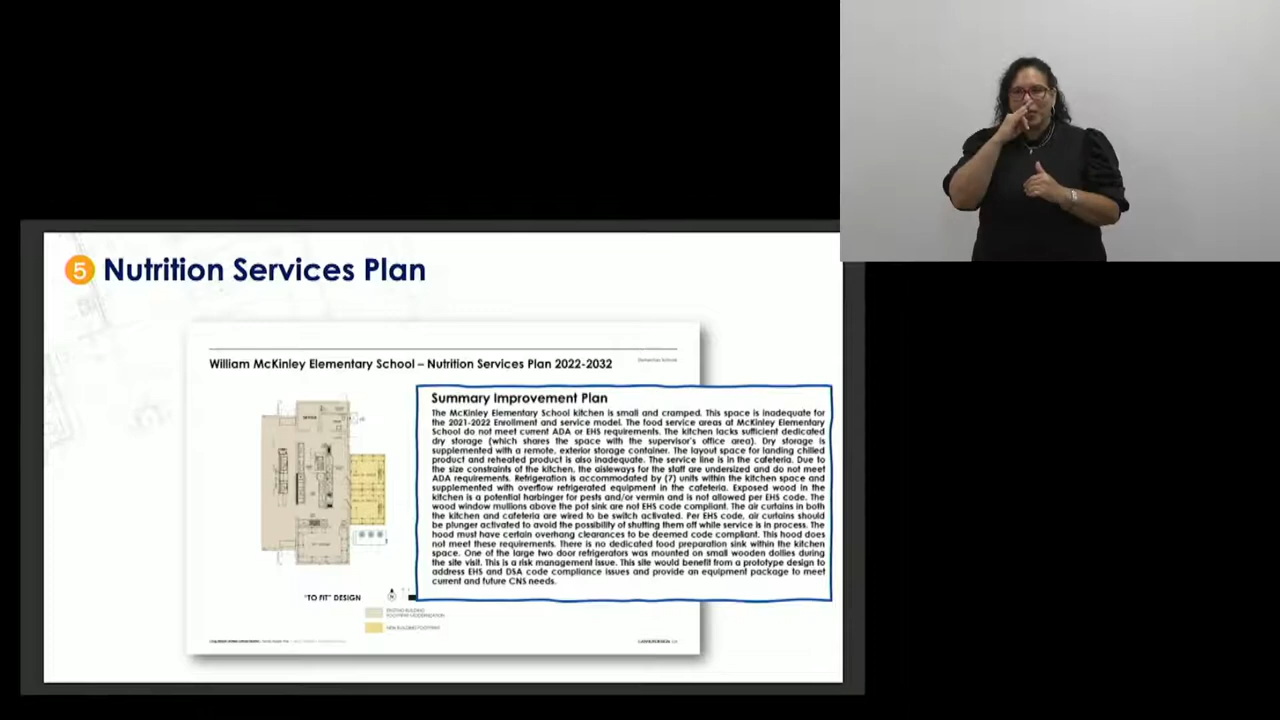 5 Nutrition Services Plan
William McKinley Elementary School – Nutrition Services Plan 2022-2032
Elementary Schools
Summary Improvement Plan
The McKinley Elementary School kitchen is small and cramped. This space is inadequate for
the 2021-2022 Enrollment and service model. The food service areas at McKinley Elementary
School do not meet current ADA or EHS requirements. The kitchen lacks sufficient dedicated
dry storage (which shares the space with the supervisor's office area). Dry storage is
supplemented with a remote, exterior storage container. The layout space for landing chilled
product and reheated product is also inadequate. The service line is in the cafeteria. Due to
the size constraints of the kitchen, the aisleways for the staff are undersized and do not meet
ADA requirements. Refrigeration is accommodated by (7) units within the kitchen space and
supplemented with overflow refrigerated equipment in the cafeteria. Exposed wood in the
kitchen is a potential harbinger for pests and/or vermin and is not allowed per EHS code. The
wood window mullions above the pot sink are not EHS code compliant. The air curtains in both
the kitchen and cafeteria are wired to be switch activated. Per EHS code, air curtains should
be plunger activated to avoid the possibility of shutting them off while service is in process. The
hood must have certain overhang clearances to be deemed code compliant. This hood does
not meet these requirements. There is no dedicated food preparation sink within the kitchen
space. One of the large two door refrigerators was mounted on small wooden dollies during
the site visit. This is a risk management issue. This site would benefit from a prototype design to
address EHS and DSA code compliance issues and provide an equipment package to meet
current and future CNS needs.
"TO FIT" DESIGN
N
EXISTING BUILDING
FOOTPRINT MODERNIZATION
NEW BUILDING FOOTPRINT